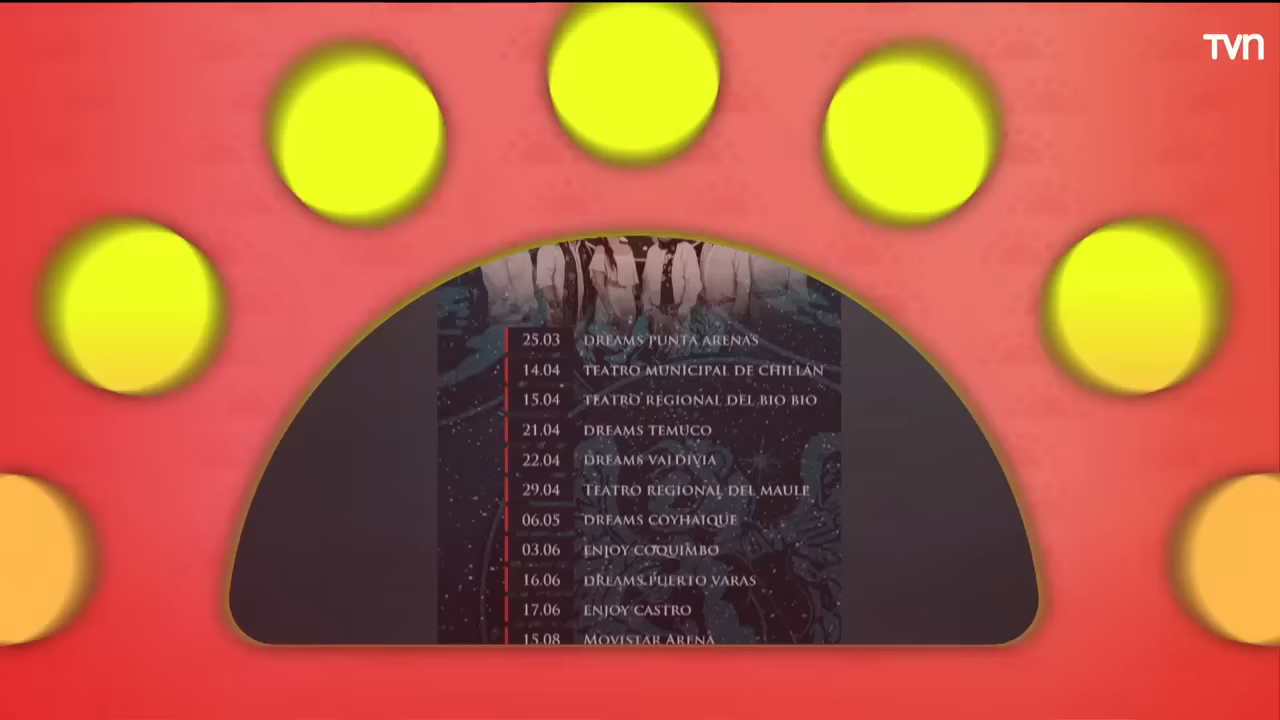 TVN
25.03 DREAMS PUNTA ARENAS
14.04 TEATRO MUNICIPAL DE CHILLÁN
15.04 TEATRO REGIONAL DEL BIO BIO
21.04 DREAMS TEMUCO
22.04 DREAMS VALDIVIA
29.04 TEATRO REGIONAL DEL MAULE
06.05 DREAMS COYHAIQUE
03.06 ENJOY COQUIMBO
16.06 DREAMS PUERTO VARAS
17.06 ENJOY CASTRO
15.08 MOVISTAR ARENA